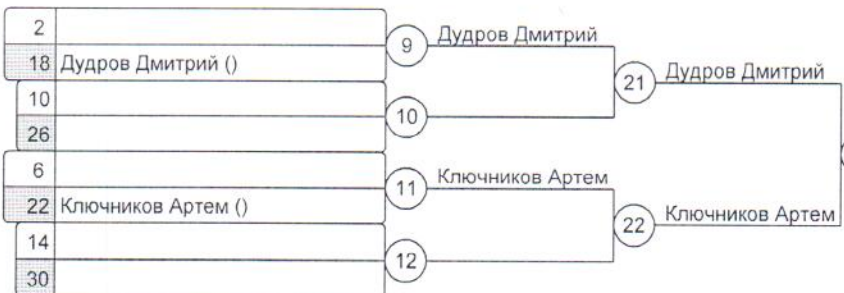 2
9 Дудров Дмитрий
18 Дудров Дмитрий ()
21 Дудров Дмитрий
10
10
26
6
11 Ключников Артем
22 Ключников Артем ()
22 Ключников Артем
14
12
30